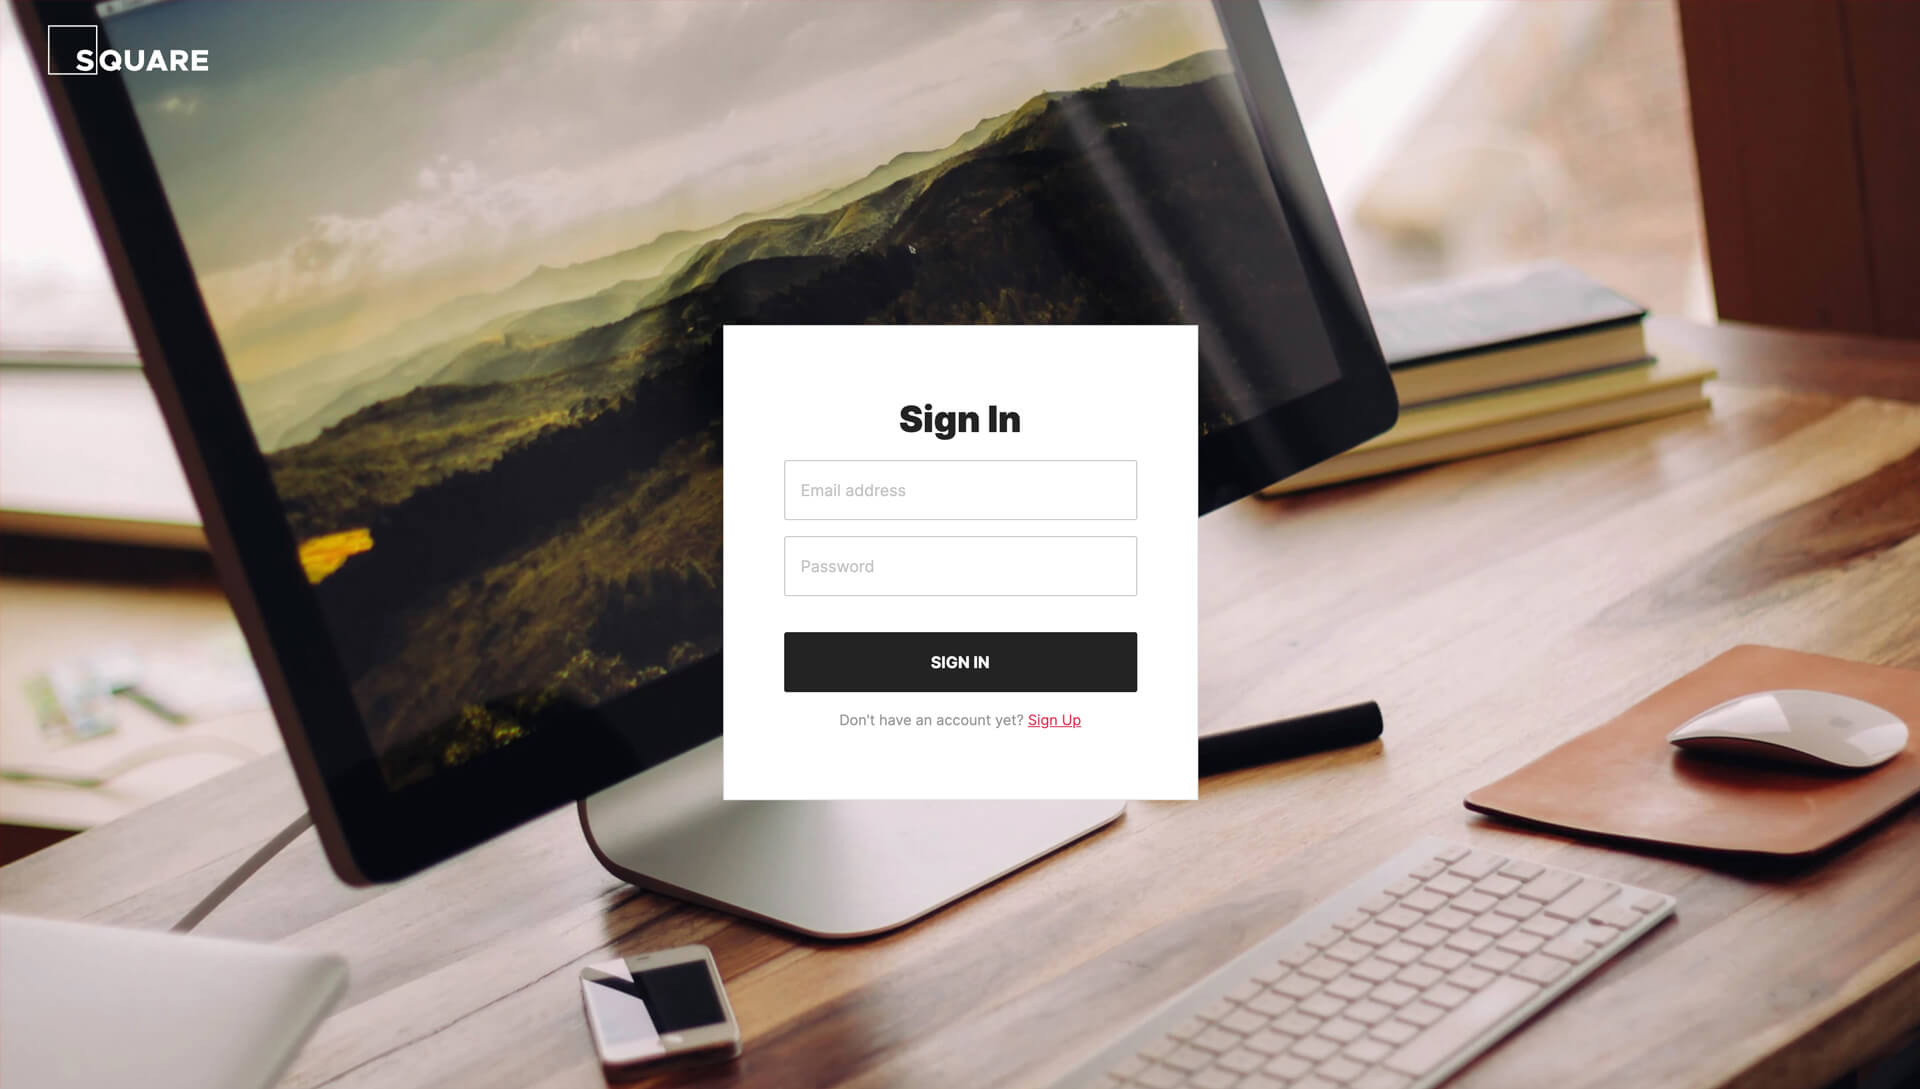 SQUARE
Sign In
Email address
Password
SIGN IN
Don't have an account yet? Sign Up